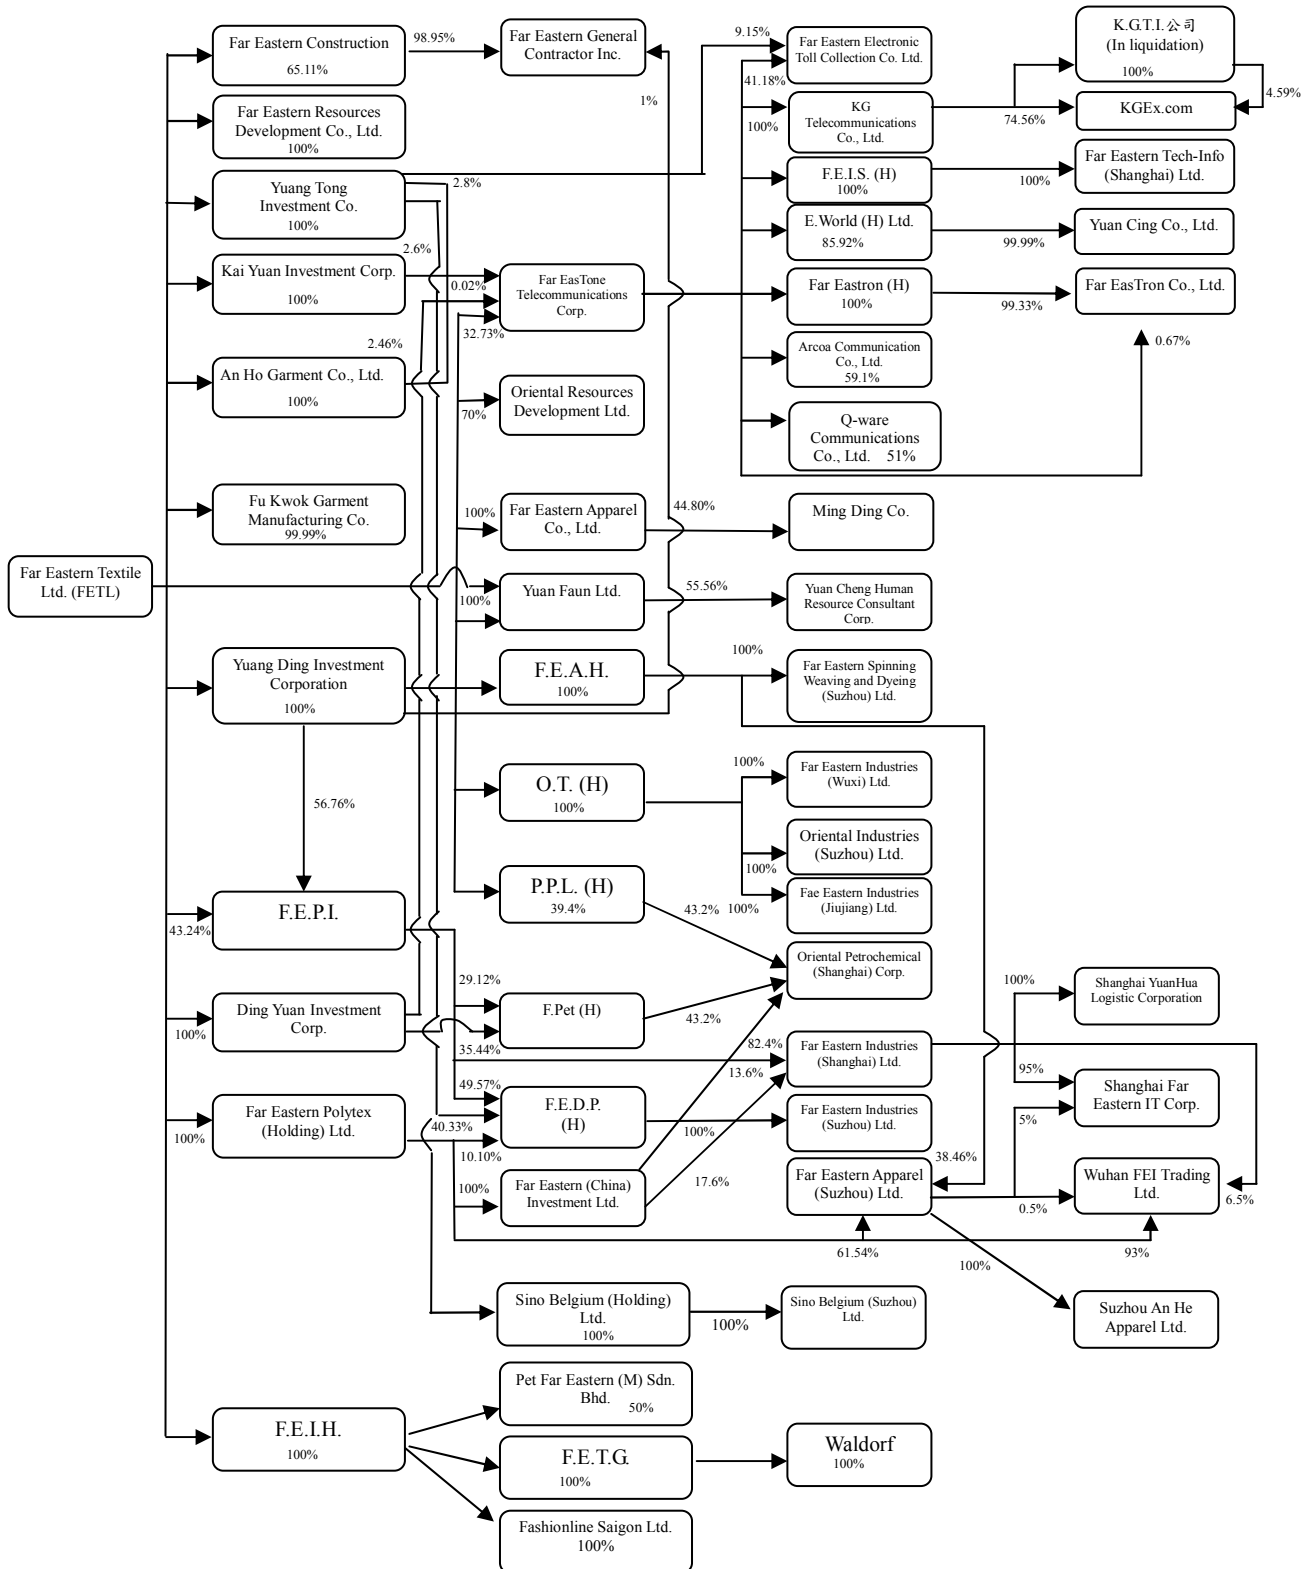 Far Eastern Textile
Ltd. (FETL)
Far Eastern Construction
65.11%
98.95%
Far Eastern General
Contractor Inc.
1%
Far Eastern Resources
Development Co., Ltd.
100%
Yuang Tong
Investment Co.
100%
2.8%
Kai Yuan Investment Corp.
100%
2.6%
0.02%
2.46%
An Ho Garment Co., Ltd.
100%
Fu Kwok Garment
Manufacturing Co.
99.99%
Yuang Ding Investment
Corporation
100%
56.76%
F.E.P.I.
43.24%
Ding Yuan Investment
Corp.
100%
Far Eastern Polytex
(Holding) Ltd.
100%
F.E.I.H.
100%
Far EasTone
Telecommunications
Corp.
32.73%
Oriental Resources
Development Ltd.
70%
100%
Far Eastern Apparel
Co., Ltd.
44.80%
Ming Ding Co.
Yuan Faun Ltd.
100%
55.56%
Yuan Cheng Human
Resource Consultant
Corp.
F.E.A.H.
100%
100%
Far Eastern Spinning
Weaving and Dyeing
(Suzhou) Ltd.
O.T. (H)
100%
100%
Far Eastern Industries
(Wuxi) Ltd.
Oriental Industries
(Suzhou) Ltd.
100%
Fae Eastern Industries
(Jiujiang) Ltd.
100%
P.P.L. (H)
39.4%
43.2%
Oriental Petrochemical
(Shanghai) Corp.
29.12%
F.Pet (H)
43.2%
35.44%
82.4%
13.6%
Far Eastern Industries
(Shanghai) Ltd.
49.57%
F.E.D.P.
(H)
40.33%
10.10%
100%
Far Eastern Industries
(Suzhou) Ltd.
100%
Far Eastern (China)
Investment Ltd.
17.6%
Far Eastern Apparel
(Suzhou) Ltd.
38.46%
61.54%
93%
Sino Belgium (Holding)
Ltd.
100%
100%
Sino Belgium (Suzhou)
Ltd.
Pet Far Eastern (M) Sdn.
Bhd.
50%
F.E.T.G.
100%
Waldorf
100%
Fashionline Saigon Ltd.
100%
9.15%
Far Eastern Electronic
Toll Collection Co. Ltd.
41.18%
KG
Telecommunications
Co., Ltd.
100%
74.56%
K.G.T.I.公司
(In liquidation)
100%
4.59%
KGEx.com
F.E.I.S. (H)
100%
100%
Far Eastern Tech-Info
(Shanghai) Ltd.
E.World (H) Ltd.
85.92%
99.99%
Yuan Cing Co., Ltd.
Far Eastron (H)
100%
99.33%
Far EasTron Co., Ltd.
0.67%
Arcoa Communication
Co., Ltd.
59.1%
Q-ware
Communications
Co., Ltd. 51%
100%
Shanghai YuanHua
Logistic Corporation
95%
Shanghai Far
Eastern IT Corp.
5%
Wuhan FEI Trading
Ltd.
0.5%
6.5%
100%
Suzhou An He
Apparel Ltd.